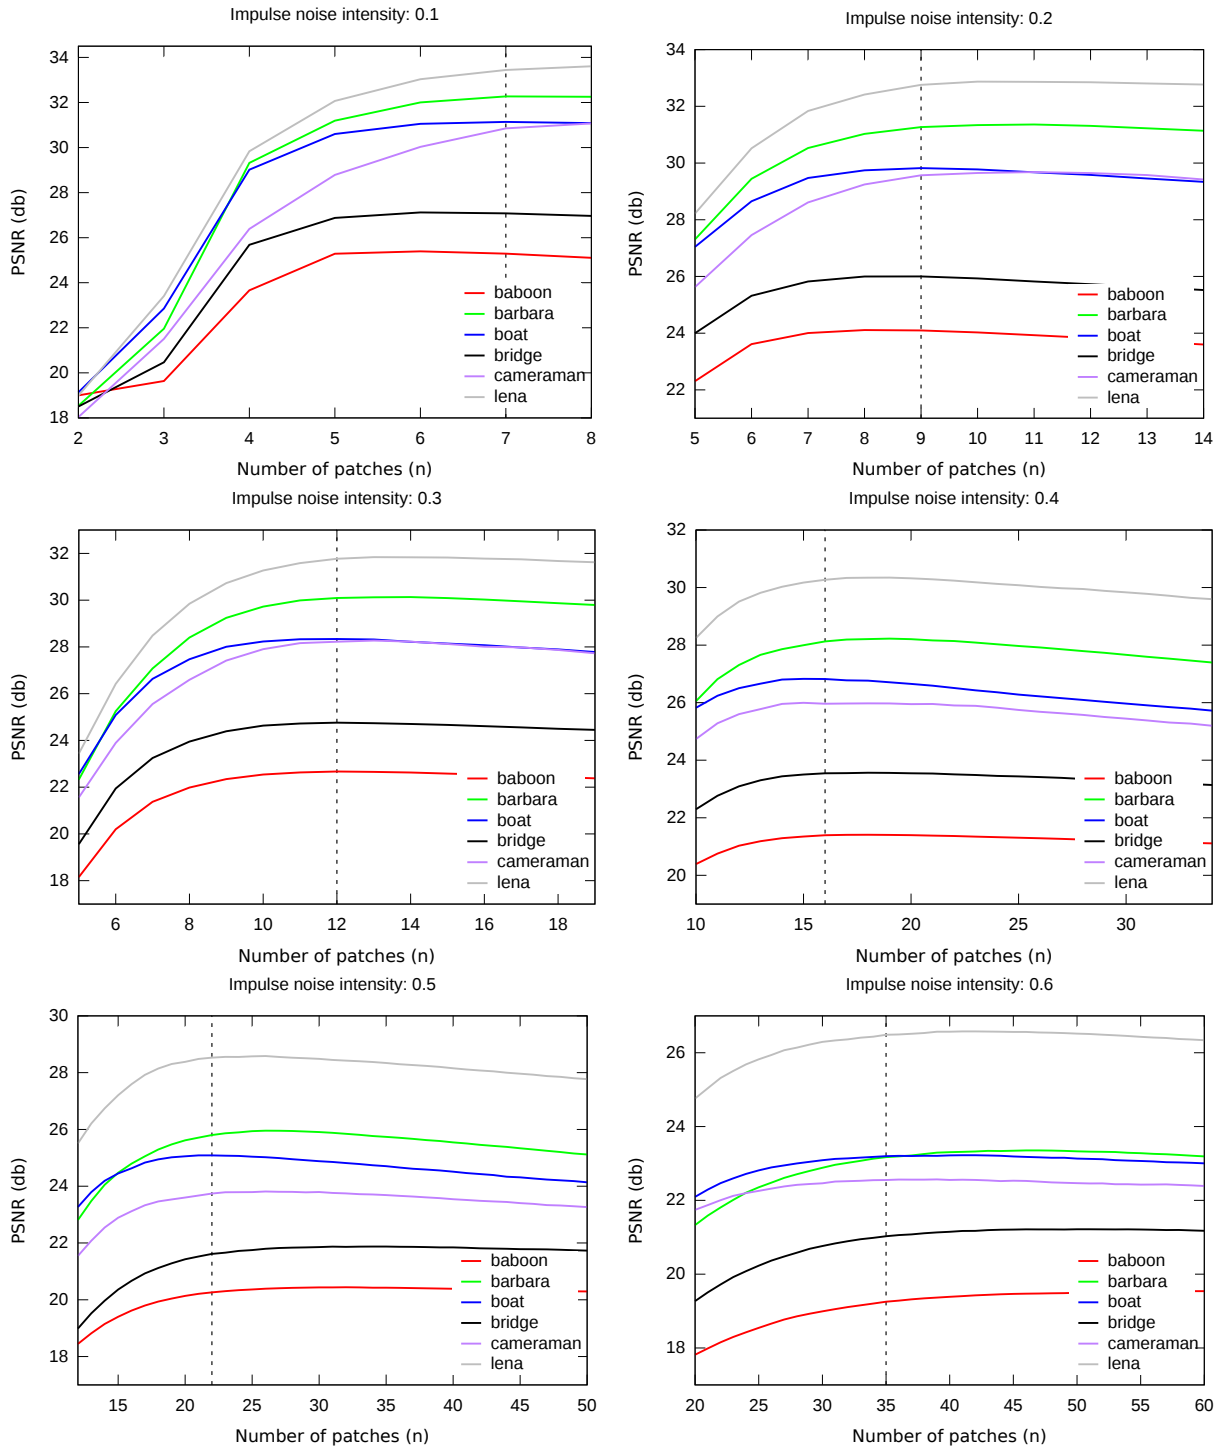 Impulse noise intensity: 0.1
34
32
30
28
26
24
22
20
18
PSNR (db)
baboon
barbara
boat
bridge
cameraman
lena
2 3 4 5 6 7 8
Number of patches (n)
Impulse noise intensity: 0.2
34
32
30
28
26
24
22
PSNR (db)
baboon
barbara
boat
bridge
cameraman
lena
5 6 7 8 9 10 11 12 13 14
Number of patches (n)
Impulse noise intensity: 0.3
32
30
28
26
24
22
20
18
PSNR (db)
baboon
barbara
boat
bridge
cameraman
lena
6 8 10 12 14 16 18
Number of patches (n)
Impulse noise intensity: 0.4
32
30
28
26
24
22
20
PSNR (db)
baboon
barbara
boat
bridge
cameraman
lena
10 15 20 25 30
Number of patches (n)
Impulse noise intensity: 0.5
30
28
26
24
22
20
18
PSNR (db)
baboon
barbara
boat
bridge
cameraman
lena
15 20 25 30 35 40 45 50
Number of patches (n)
Impulse noise intensity: 0.6
26
24
22
20
18
PSNR (db)
baboon
barbara
boat
bridge
cameraman
lena
20 25 30 35 40 45 50 55 60
Number of patches (n)